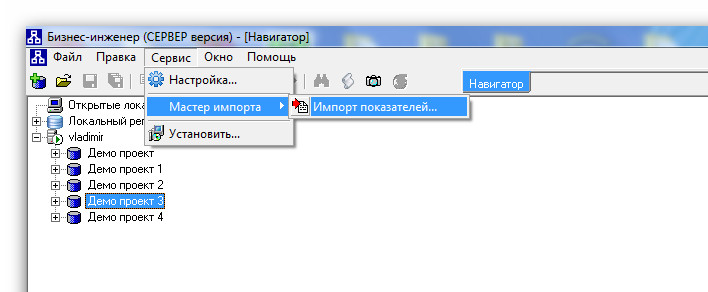 Бизнес-инженер (СЕРВЕР версия) - [Навигатор]
Файл Правка Сервис Окно Помощь
Настройка...
Навигатор
Открытые лока
Мастер импорта
Импорт показателей...
Локальный реп
Установить...
vladimir
Демо проект
Демо проект 1
Демо проект 2
Демо проект 3
Демо проект 4